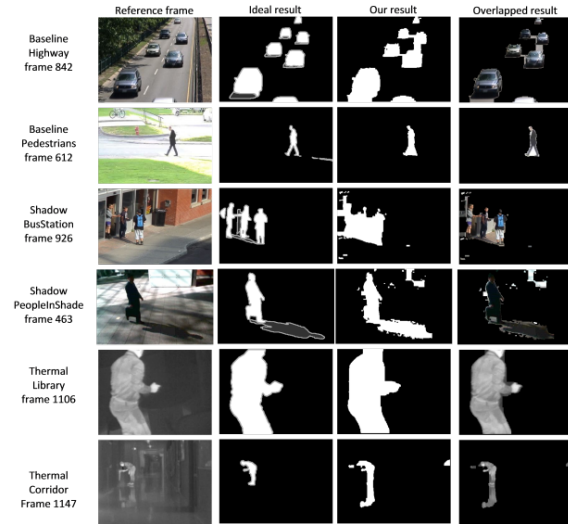 Reference frame Ideal result Our result Overlapped result
Baseline
Highway
frame 842
Baseline
Pedestrians
frame 612
Shadow
BusStation
frame 926
Shadow
PeopleInShade
frame 463
Thermal
Library
frame 1106
Thermal
Corridor
Frame 1147